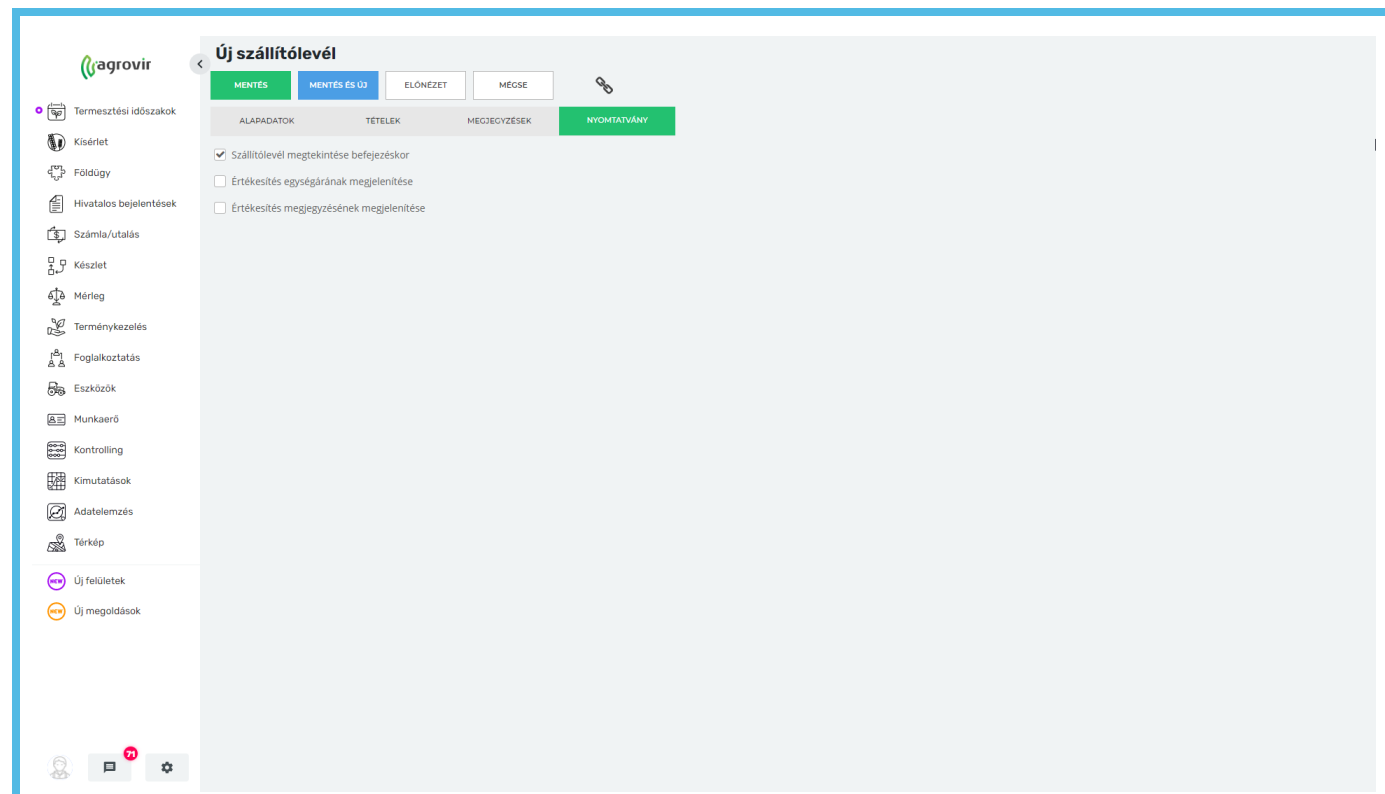 agrovir
Termesztési időszakok
Kísérlet
Földügy
Hivatalos bejelentések
Számla/utalás
Készlet
Mérleg
Terménykezelés
Foglalkoztatás
Eszközök
Munkaerő
Kontrolling
Kimutatások
Adatelemzés
Térkép
NEW Új felületek
NEW Új megoldások
71
Új szállítólevél
MENTÉS MENTÉS ÉS ÚJ ELŐNÉZET MÉGSE
ALAPADATOK TÉTELEK MEGJEGYZÉSEK NYOMTATVÁNY
Szállítólevél megtekintése befejezéskor
Értékesítés egységárának megjelenítése
Értékesítés megjegyzésének megjelenítése